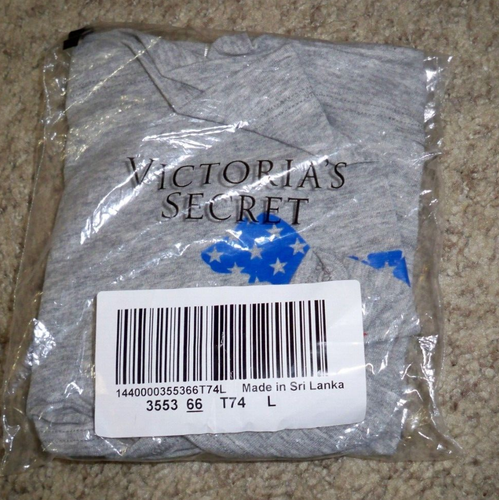 VICTORIA'S
SECRET
1440000355366T74L Made in Sri Lanka
3553 66 T74 L